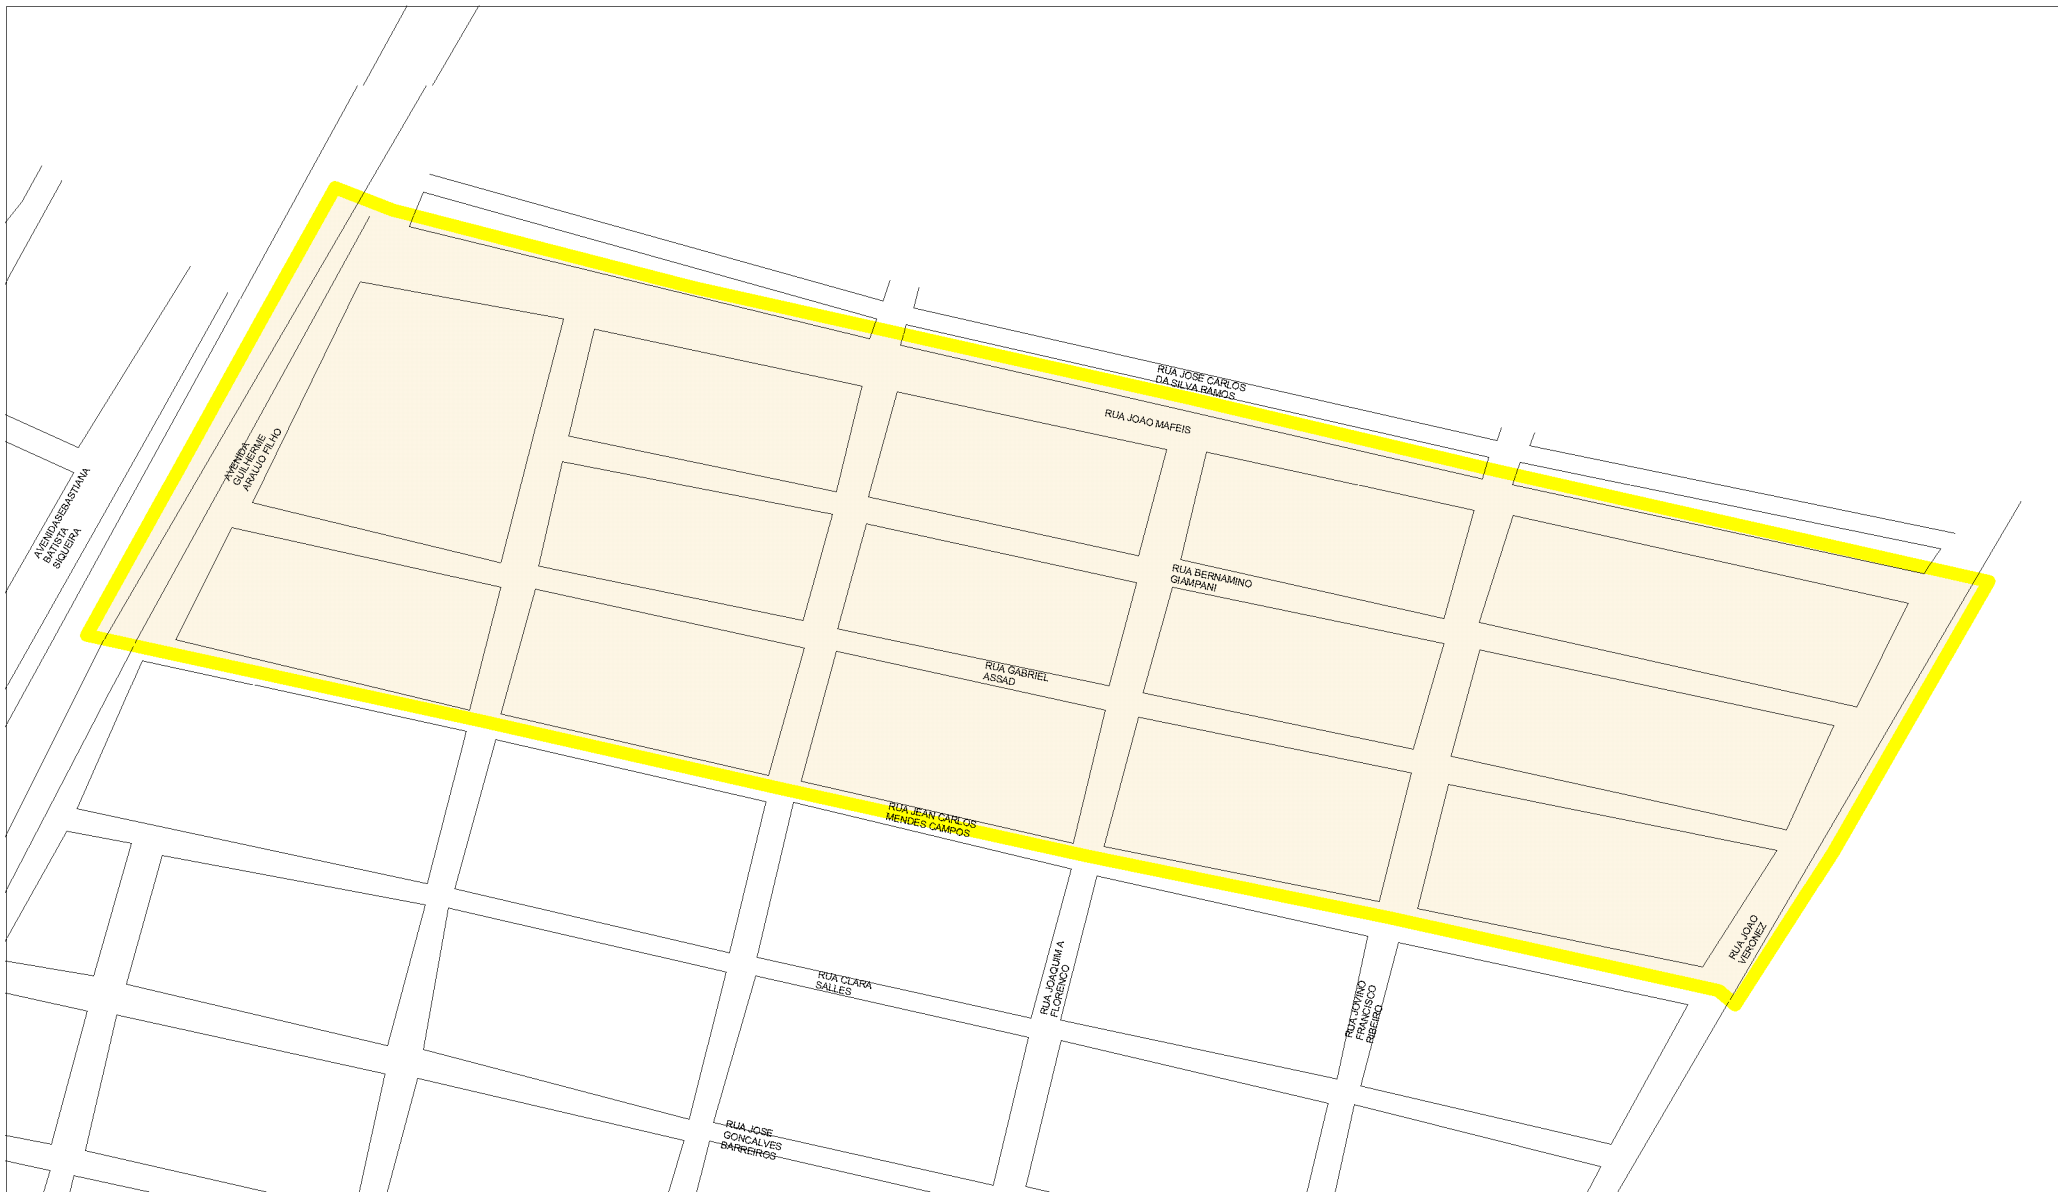 RUA JOSE CARLOS
DA SILVA RAMOS
RUA JOAO MAFEIS
AVENIDA
GUILHERME
ARAUJO FILHO
AVENIDA SEBASTIANA
BATISTA
SIQUEIRA
RUA BERNAMINO
GIAMPANI
RUA GABRIEL
ASSAD
RUA JEAN CARLOS
MENDES CAMPOS
RUA JOAO
VERONEZ
RUA CLARA
SALLES
RUA JOAQUIM A
FLORENCO
RUA JOVINO
FRANCISCO
RIBEIRO
RUA JOSE
GONCALVES
BARREIROS